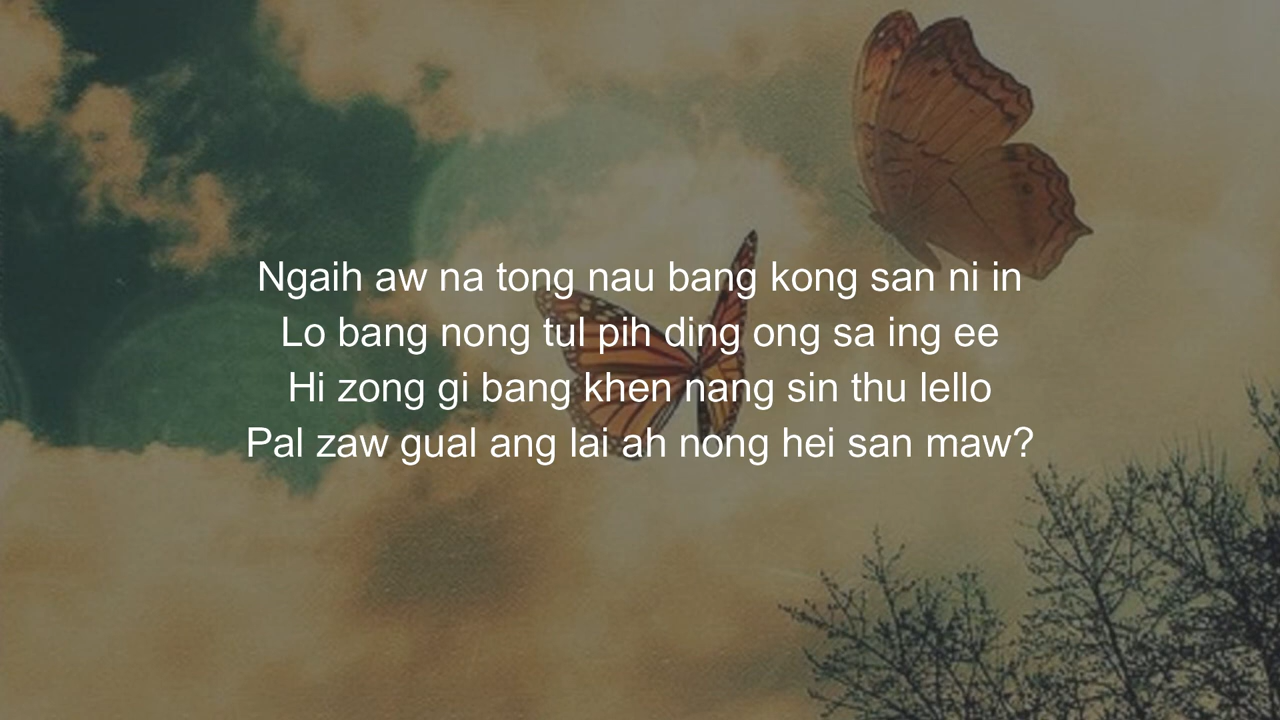 Ngaih aw na tong nau bang kong san ni in
Lo bang nong tul pih ding ong sa ing ee
Hi zong gi bang khen nang sin thu lello
Pal zaw gual ang lai ah nong hei san maw?